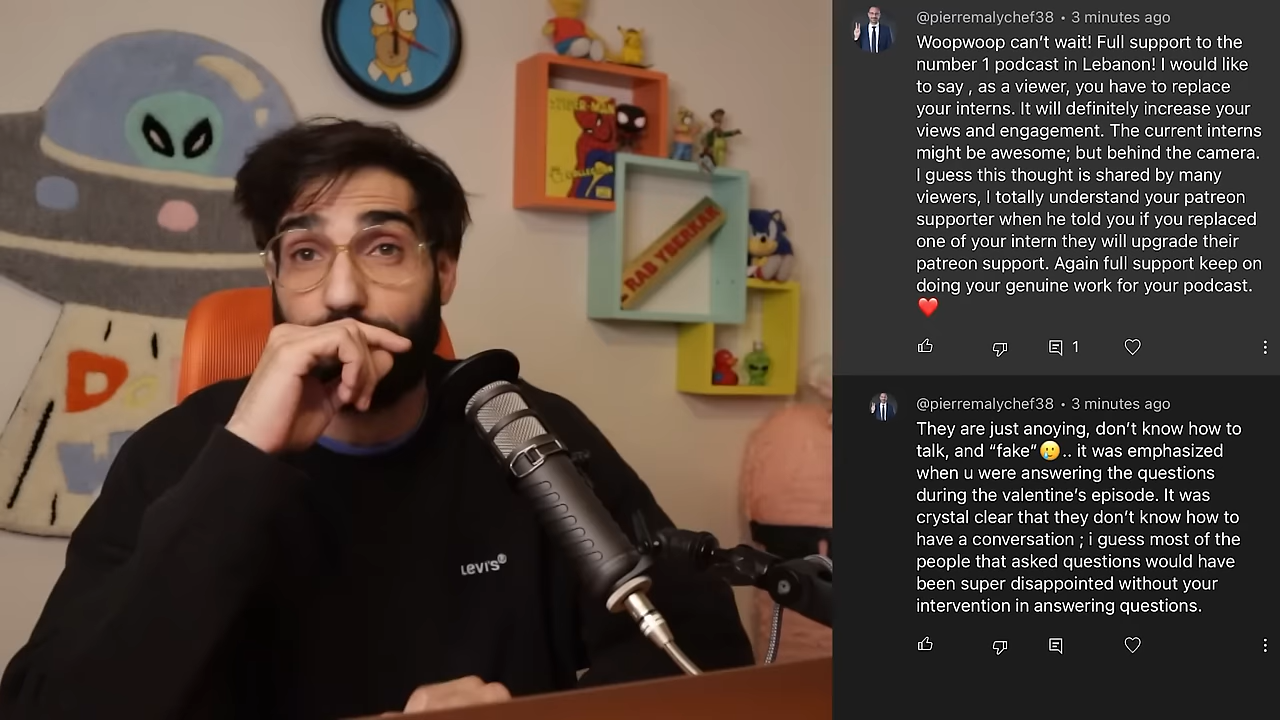 @pierremalychef38 • 3 minutes ago
Woopwoop can’t wait! Full support to the
number 1 podcast in Lebanon! I would like
to say , as a viewer, you have to replace
your interns. It will definitely increase your
views and engagement. The current interns
might be awesome; but behind the camera.
I guess this thought is shared by many
viewers, I totally understand your patreon
supporter when he told you if you replaced
one of your intern they will upgrade their
patreon support. Again full support keep on
doing your genuine work for your podcast.
❤️
1
@pierremalychef38 • 3 minutes ago
They are just anoying, don’t know how to
talk, and “fake”🥲.. it was emphasized
when u were answering the questions
during the valentine’s episode. It was
crystal clear that they don’t know how to
have a conversation ; i guess most of the
people that asked questions would have
been super disappointed without your
intervention in answering questions.
SPIDER-MAN
RAB YBERKAK
LEVI'S®